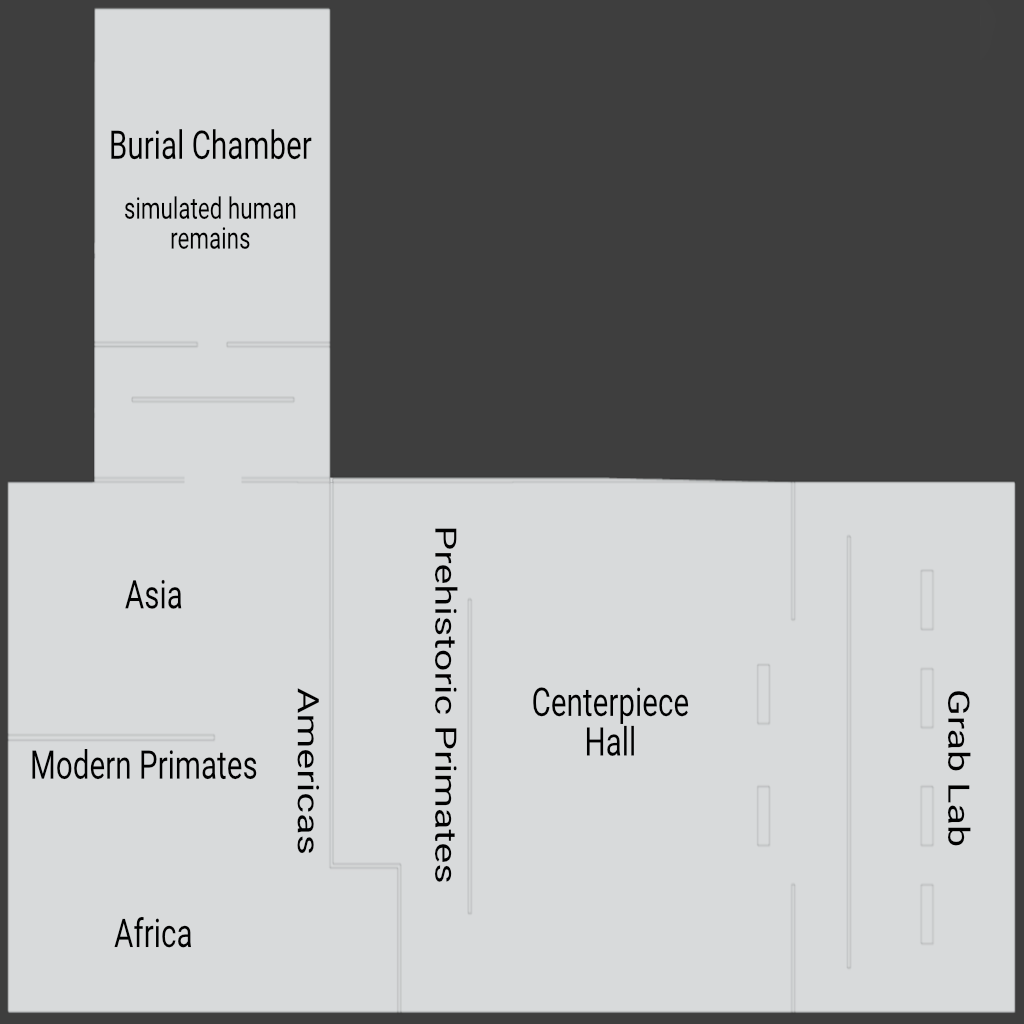 Burial Chamber
simulated human
remains
Asia
Modern Primates
Africa
Americas
Prehistoric Primates
Centerpiece
Hall
Grab Lab